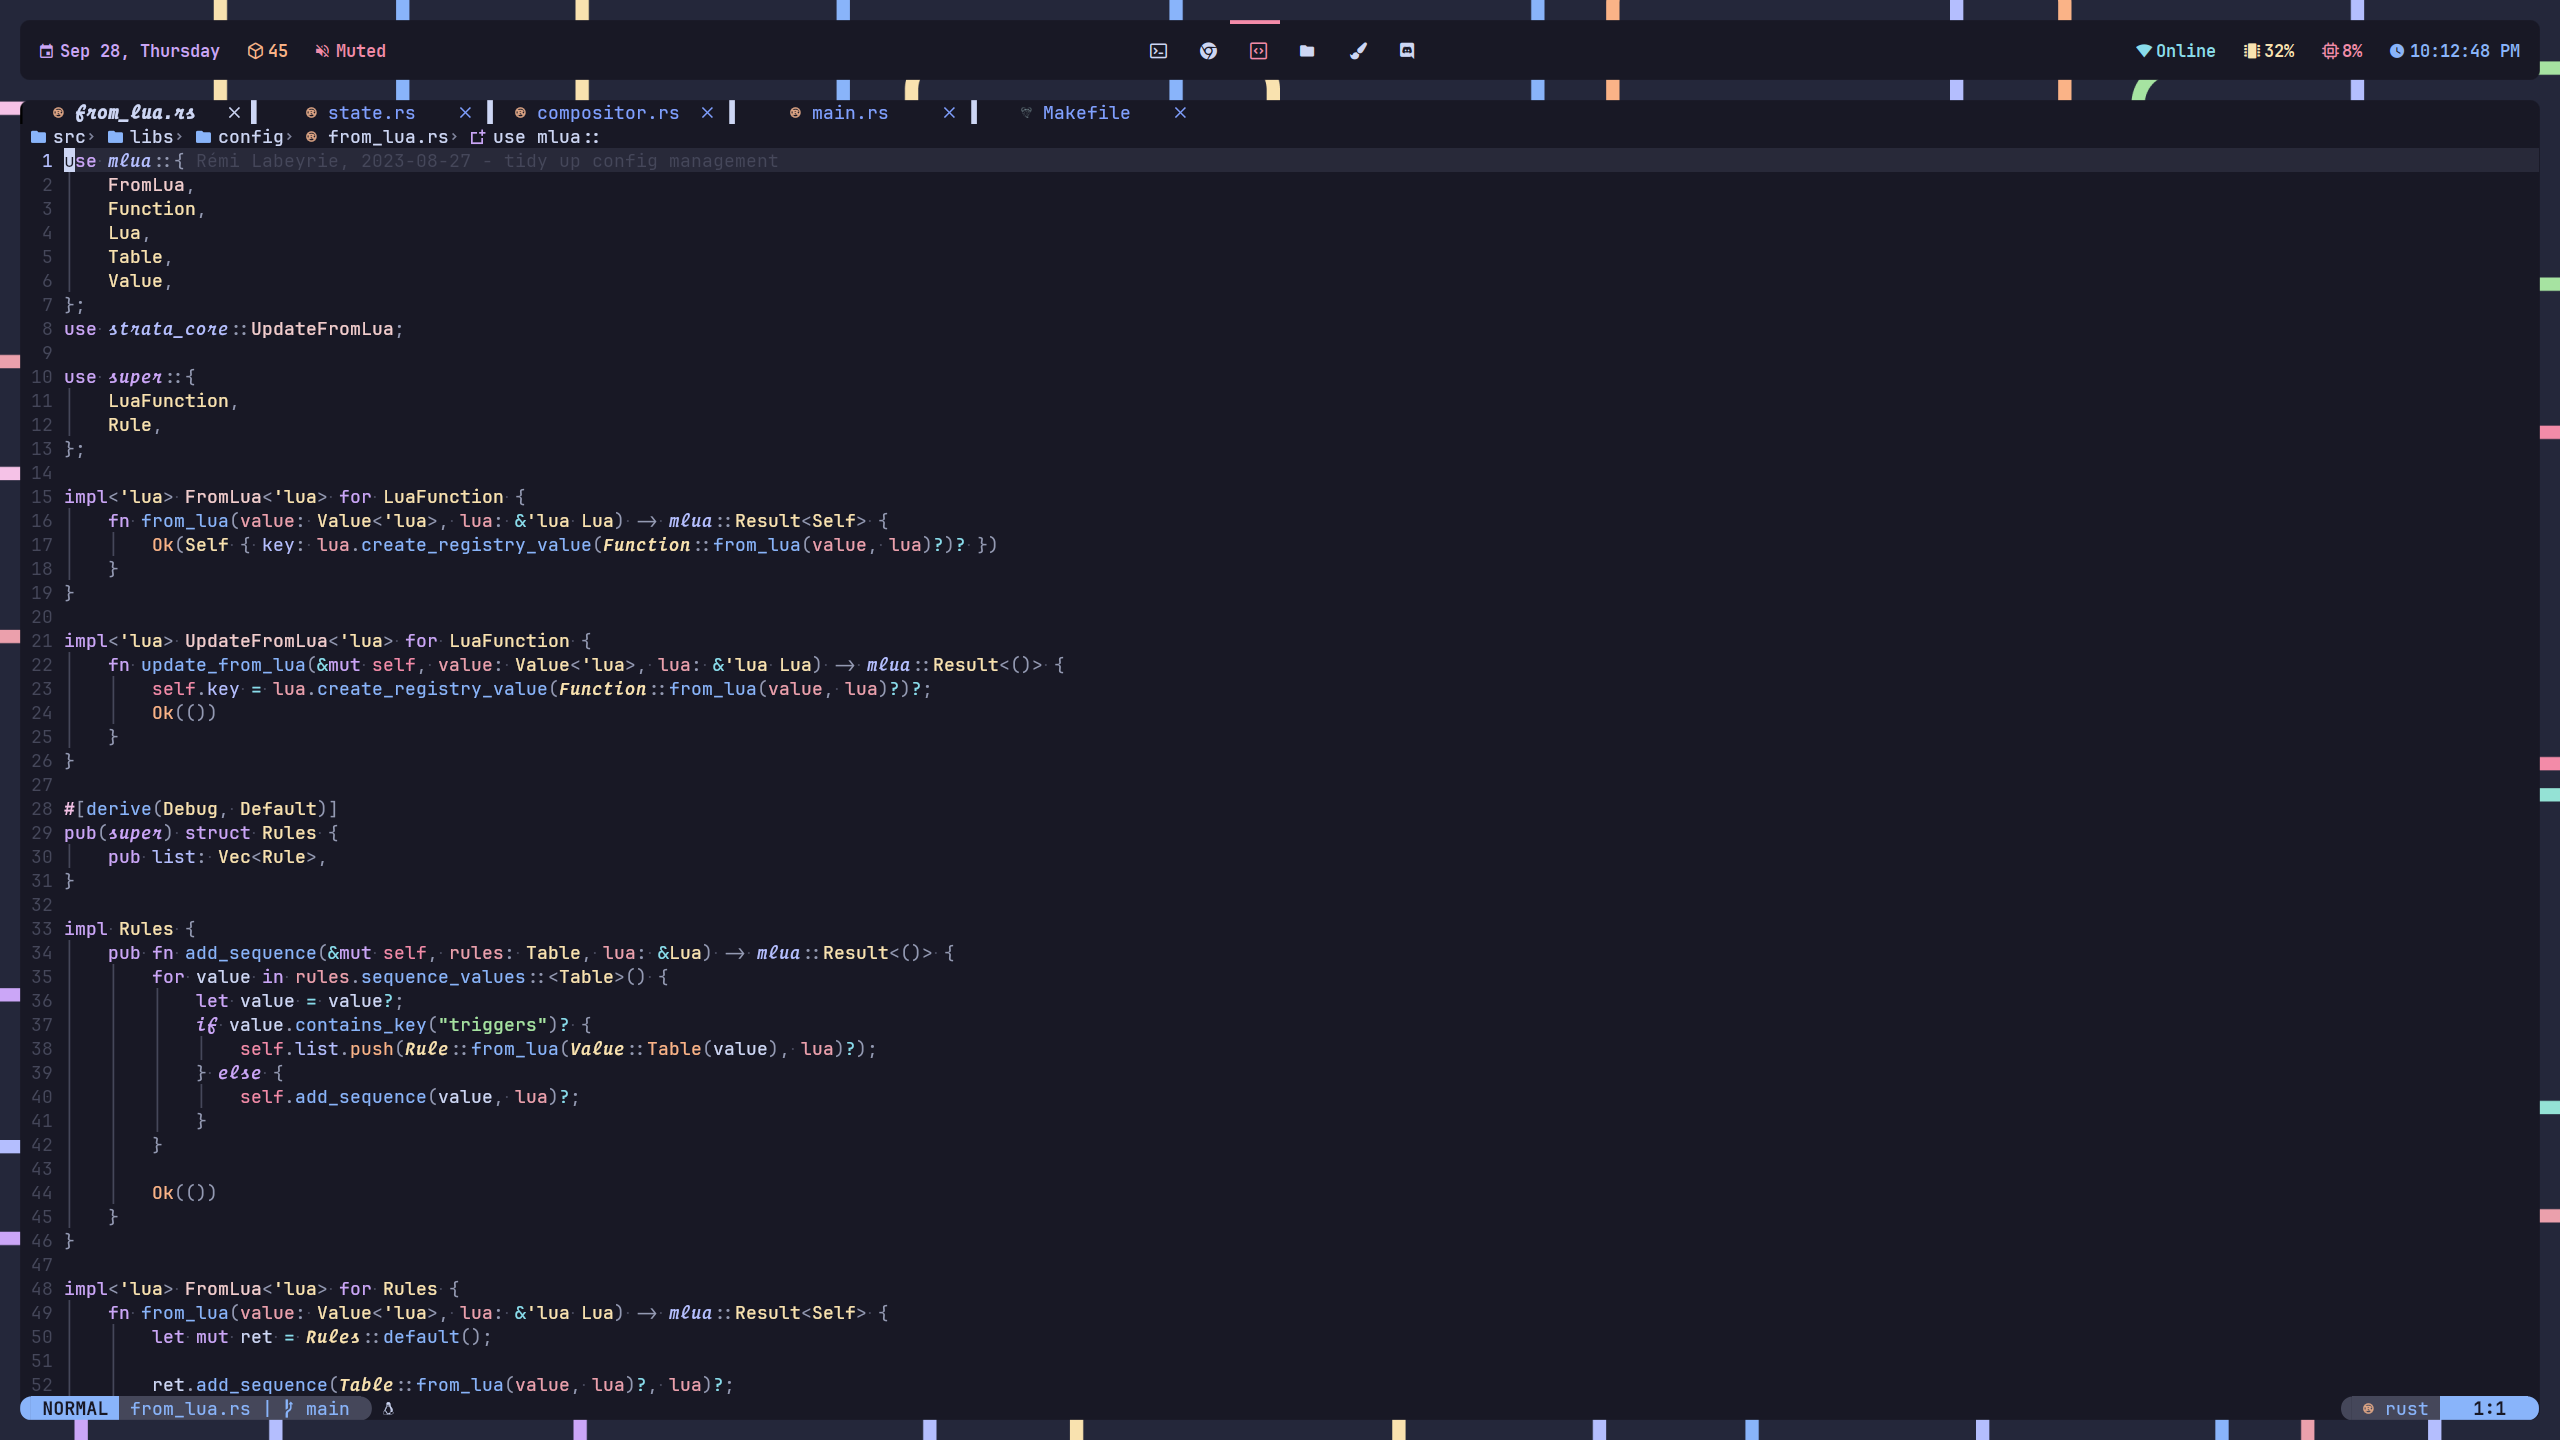 Sep 28, Thursday 45 Muted Online 32% 8% 10:12:48 PM
from_lua.rs state.rs compositor.rs main.rs Makefile
src › libs › config › from_lua.rs › use mlua::
1 use mlua::{ Rémi Labeyrie, 2023-08-27 - tidy up config management
2     FromLua,
3     Function,
4     Lua,
5     Table,
6     Value,
7 };
8 use strata_core::UpdateFromLua;
9
10 use super::{
11     LuaFunction,
12     Rule,
13 };
14
15 impl<'lua> FromLua<'lua> for LuaFunction {
16     fn from_lua(value: Value<'lua>, lua: &'lua Lua) -> mlua::Result<Self> {
17         Ok(Self { key: lua.create_registry_value(Function::from_lua(value, lua)?)? })
18     }
19 }
20
21 impl<'lua> UpdateFromLua<'lua> for LuaFunction {
22     fn update_from_lua(&mut self, value: Value<'lua>, lua: &'lua Lua) -> mlua::Result<()> {
23         self.key = lua.create_registry_value(Function::from_lua(value, lua)?)?;
24         Ok(())
25     }
26 }
27
28 #[derive(Debug, Default)]
29 pub(super) struct Rules {
30     pub list: Vec<Rule>,
31 }
32
33 impl Rules {
34     pub fn add_sequence(&mut self, rules: Table, lua: &Lua) -> mlua::Result<()> {
35         for value in rules.sequence_values::<Table>() {
36             let value = value?;
37             if value.contains_key("triggers")? {
38                 self.list.push(Rule::from_lua(Value::Table(value), lua)?);
39             } else {
40                 self.add_sequence(value, lua)?;
41             }
42         }
43
44         Ok(())
45     }
46 }
47
48 impl<'lua> FromLua<'lua> for Rules {
49     fn from_lua(value: Value<'lua>, lua: &'lua Lua) -> mlua::Result<Self> {
50         let mut ret = Rules::default();
51
52         ret.add_sequence(Table::from_lua(value, lua)?, lua)?;
NORMAL from_lua.rs | main rust 1:1